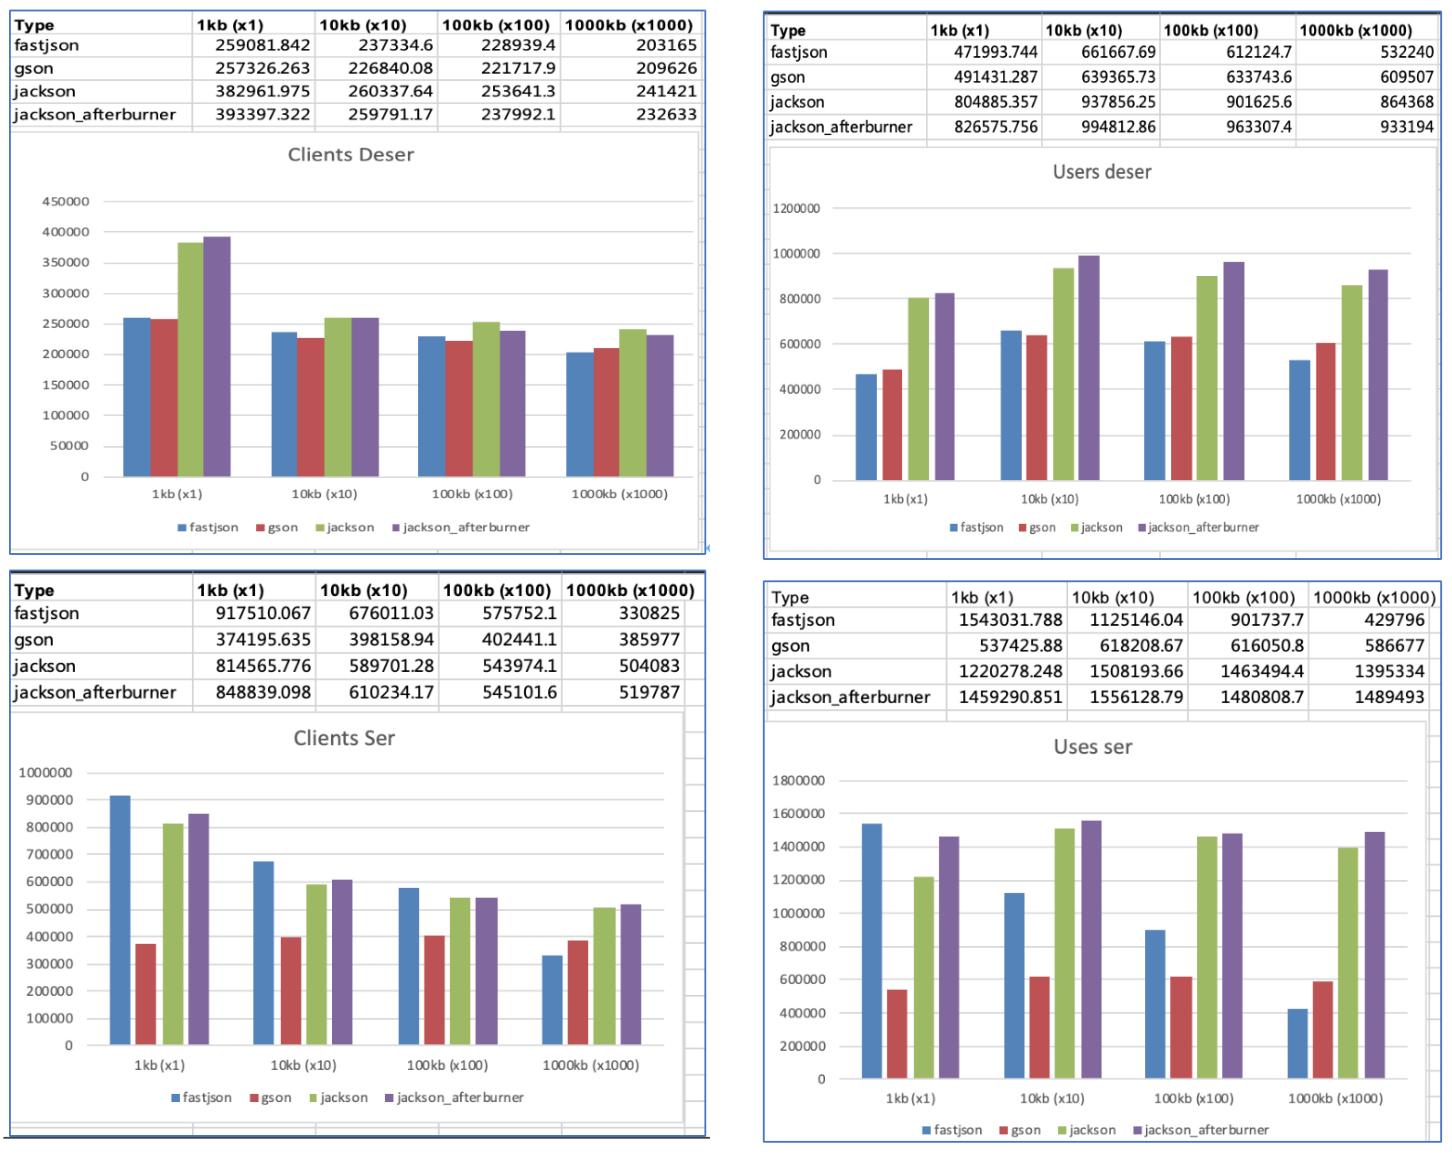 Type 1kb (x1) 10kb (x10) 100kb (x100) 1000kb (x1000)
fastjson 259081.842 237334.6 228939.4 203165
gson 257326.263 226840.08 221717.9 209626
jackson 382961.975 260337.64 253641.3 241421
jackson_afterburner 393397.322 259791.17 237992.1 232633
Clients Deser
450000
400000
350000
300000
250000
200000
150000
100000
50000
0
1kb (x1) 10kb (x10) 100kb (x100) 1000kb (x1000)
fastjson gson jackson jackson_afterburner
Type 1kb (x1) 10kb (x10) 100kb (x100) 1000kb (x1000)
fastjson 471993.744 661667.69 612124.7 532240
gson 491431.287 639365.73 633743.6 609507
jackson 804885.357 937856.25 901625.6 864368
jackson_afterburner 826575.756 994812.86 963307.4 933194
Users deser
1200000
1000000
800000
600000
400000
200000
0
1kb (x1) 10kb (x10) 100kb (x100) 1000kb (x1000)
fastjson gson jackson jackson_afterburner
Type 1kb (x1) 10kb (x10) 100kb (x100) 1000kb (x1000)
fastjson 917510.067 676011.03 575752.1 330825
gson 374195.635 398158.94 402441.1 385977
jackson 814565.776 589701.28 543974.1 504083
jackson_afterburner 848839.098 610234.17 545101.6 519787
Clients Ser
1000000
900000
800000
700000
600000
500000
400000
300000
200000
100000
0
1kb (x1) 10kb (x10) 100kb (x100) 1000kb (x1000)
fastjson gson jackson jackson_afterburner
Type 1kb (x1) 10kb (x10) 100kb (x100) 1000kb (x1000)
fastjson 1543031.788 1125146.04 901737.7 429796
gson 537425.88 618208.67 616050.8 586677
jackson 1220278.248 1508193.66 1463494.4 1395334
jackson_afterburner 1459290.851 1556128.79 1480808.7 1489493
Uses ser
1800000
1600000
1400000
1200000
1000000
800000
600000
400000
200000
0
1kb (x1) 10kb (x10) 100kb (x100) 1000kb (x1000)
fastjson gson jackson jackson_afterburner